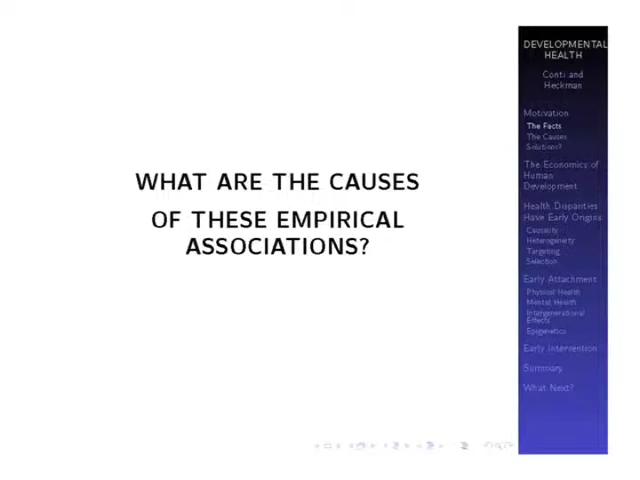 WHAT ARE THE CAUSES
OF THESE EMPIRICAL
ASSOCIATIONS?
DEVELOPMENTAL
HEALTH
Conti and
Heckman
Motivation
The Facts
The Causes
Solutions?
The Economics of
Human
Development
Health Disparities
Have Early Origins
Causality
Heterogeneity
Targeting
Selection
Early Attachment
Physical Health
Mental Health
Intergenerational
Effects
Epigenetics
Early Intervention
Summary
What Next?